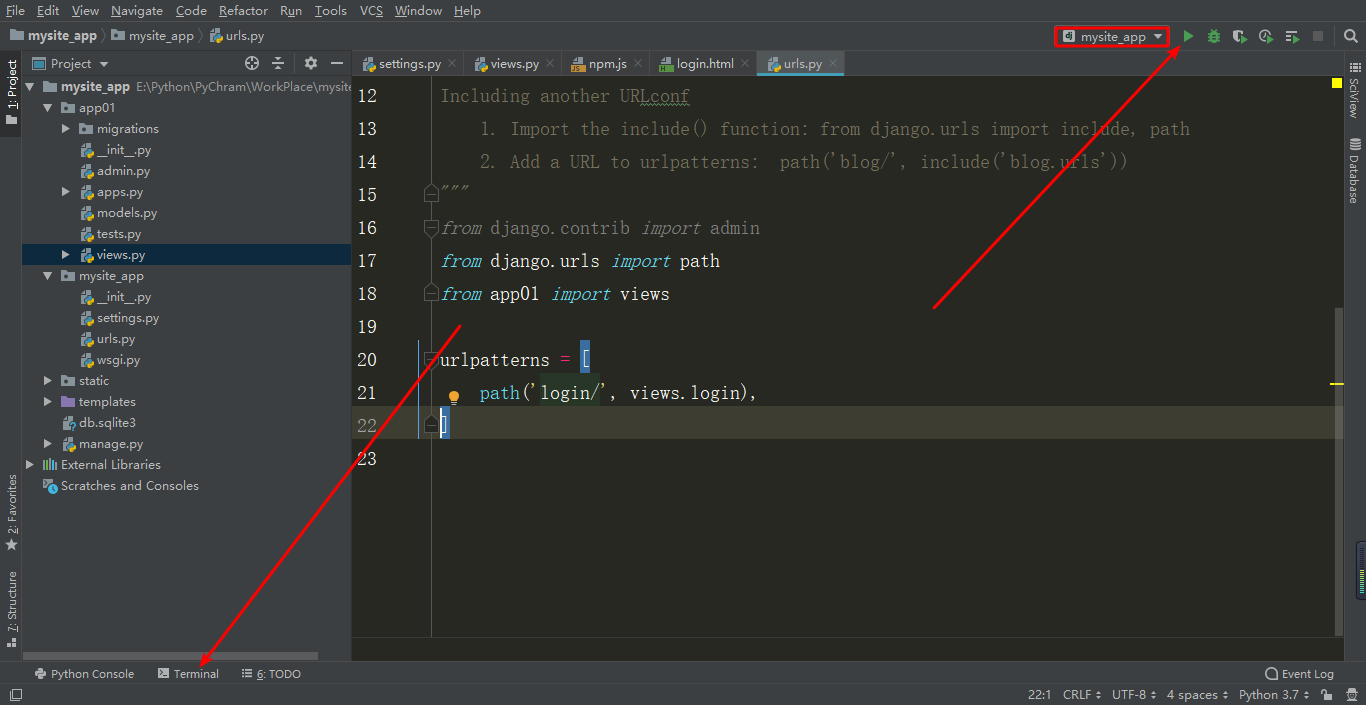 File Edit View Navigate Code Refactor Run Tools VCS Window Help
mysite_app mysite_app urls.py
mysite_app
1: Project
Project
mysite_app E:\Python\PyChram\WorkPlace\mysite
app01
migrations
__init__.py
admin.py
apps.py
models.py
tests.py
views.py
mysite_app
__init__.py
settings.py
urls.py
wsgi.py
static
templates
db.sqlite3
manage.py
External Libraries
Scratches and Consoles
2: Favorites
7: Structure
settings.py views.py npm.js login.html urls.py
12 Including another URLconf
13 1. Import the include() function: from django.urls import include, path
14 2. Add a URL to urlpatterns: path('blog/', include('blog.urls'))
15 """
16 from django.contrib import admin
17 from django.urls import path
18 from app01 import views
19
20 urlpatterns = [
21 path('login/', views.login),
22 ]
23
SciView
Database
Python Console Terminal 6: TODO Event Log
22:1 CRLF UTF-8 4 spaces Python 3.7